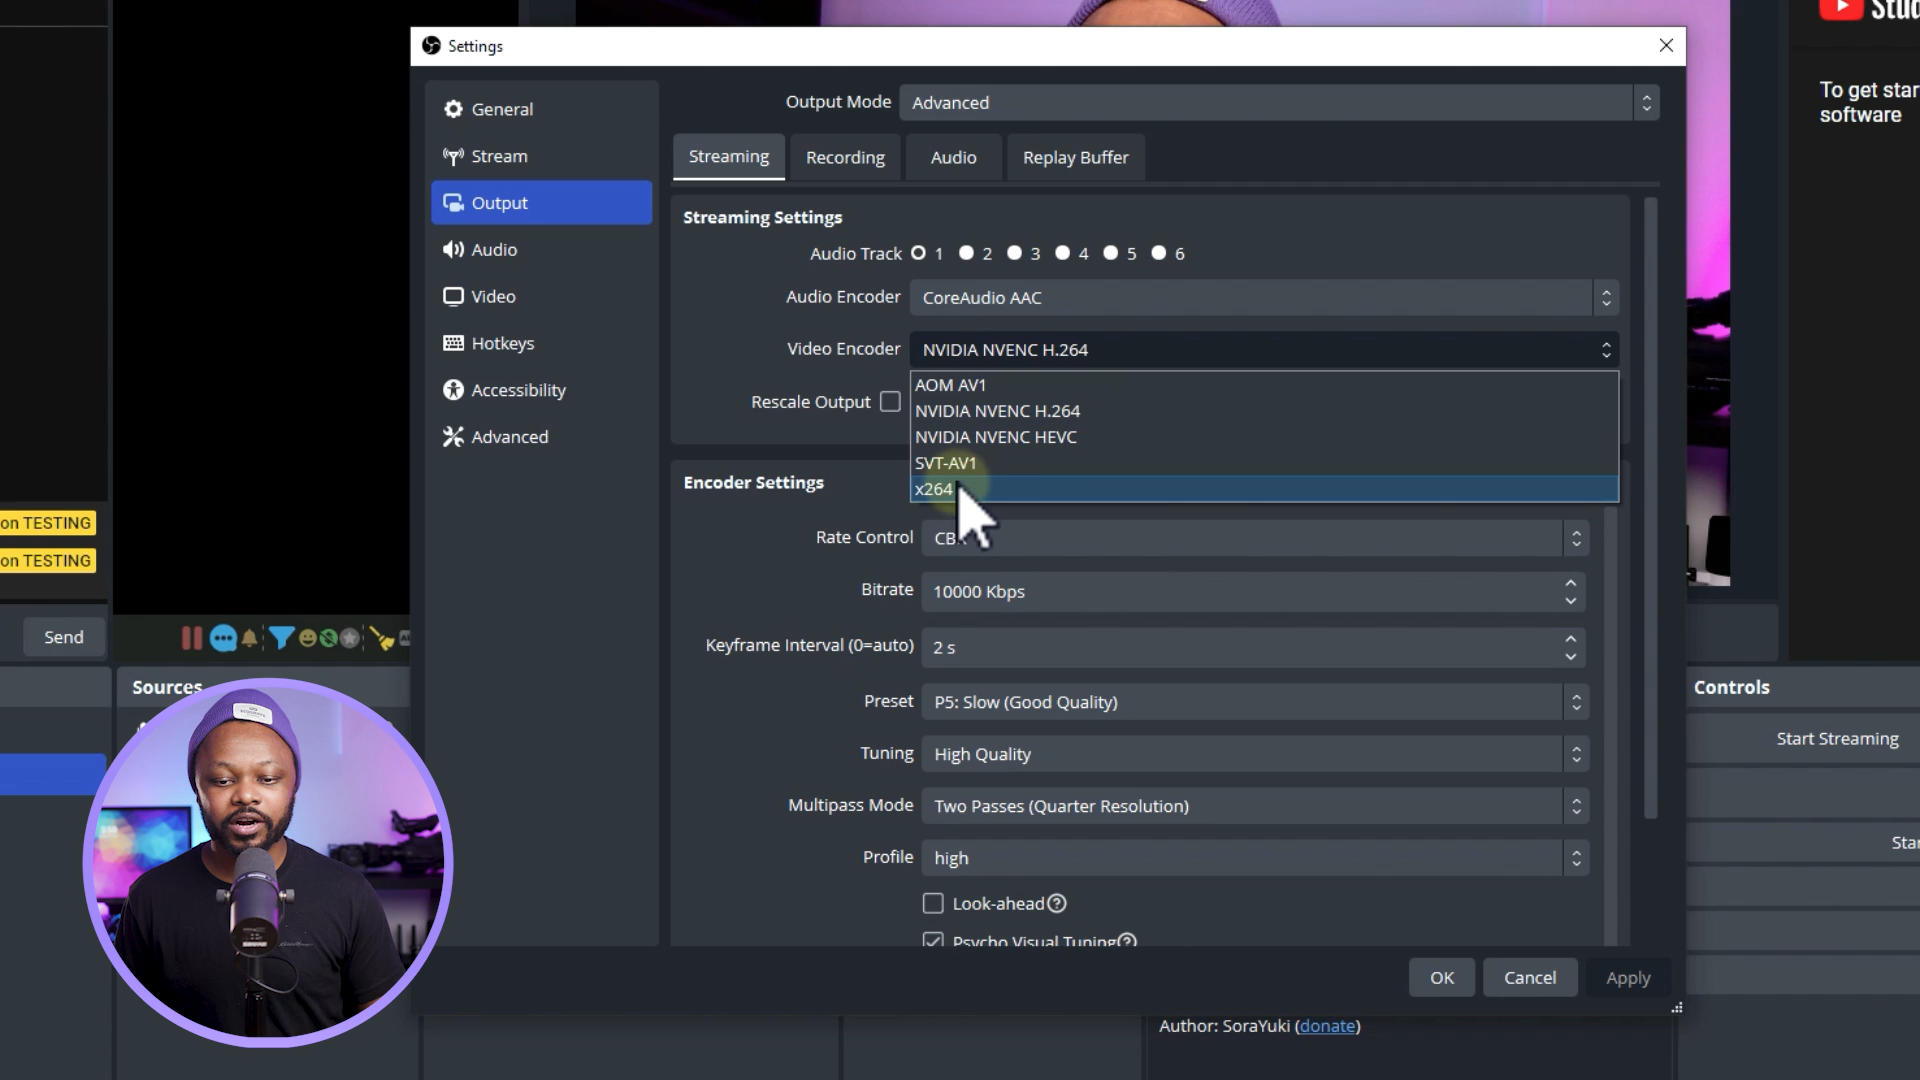 Settings
General
Stream
Output
Audio
Video
Hotkeys
Accessibility
Advanced
Output Mode
Advanced
Streaming
Recording
Audio
Replay Buffer
Streaming Settings
Audio Track 1 2 3 4 5 6
Audio Encoder
CoreAudio AAC
Video Encoder
NVIDIA NVENC H.264
AOM AV1
NVIDIA NVENC H.264
NVIDIA NVENC HEVC
SVT-AV1
x264
Rescale Output
Encoder Settings
Rate Control
Bitrate
10000 Kbps
Keyframe Interval (0=auto)
2 s
Preset
P5: Slow (Good Quality)
Tuning
High Quality
Multipass Mode
Two Passes (Quarter Resolution)
Profile
high
Look-ahead
Psycho Visual Tuning
OK
Cancel
Apply
on TESTING
on TESTING
Send
Sources
To get star
software
Controls
Start Streaming
Star
Author: SoraYuki (donate)